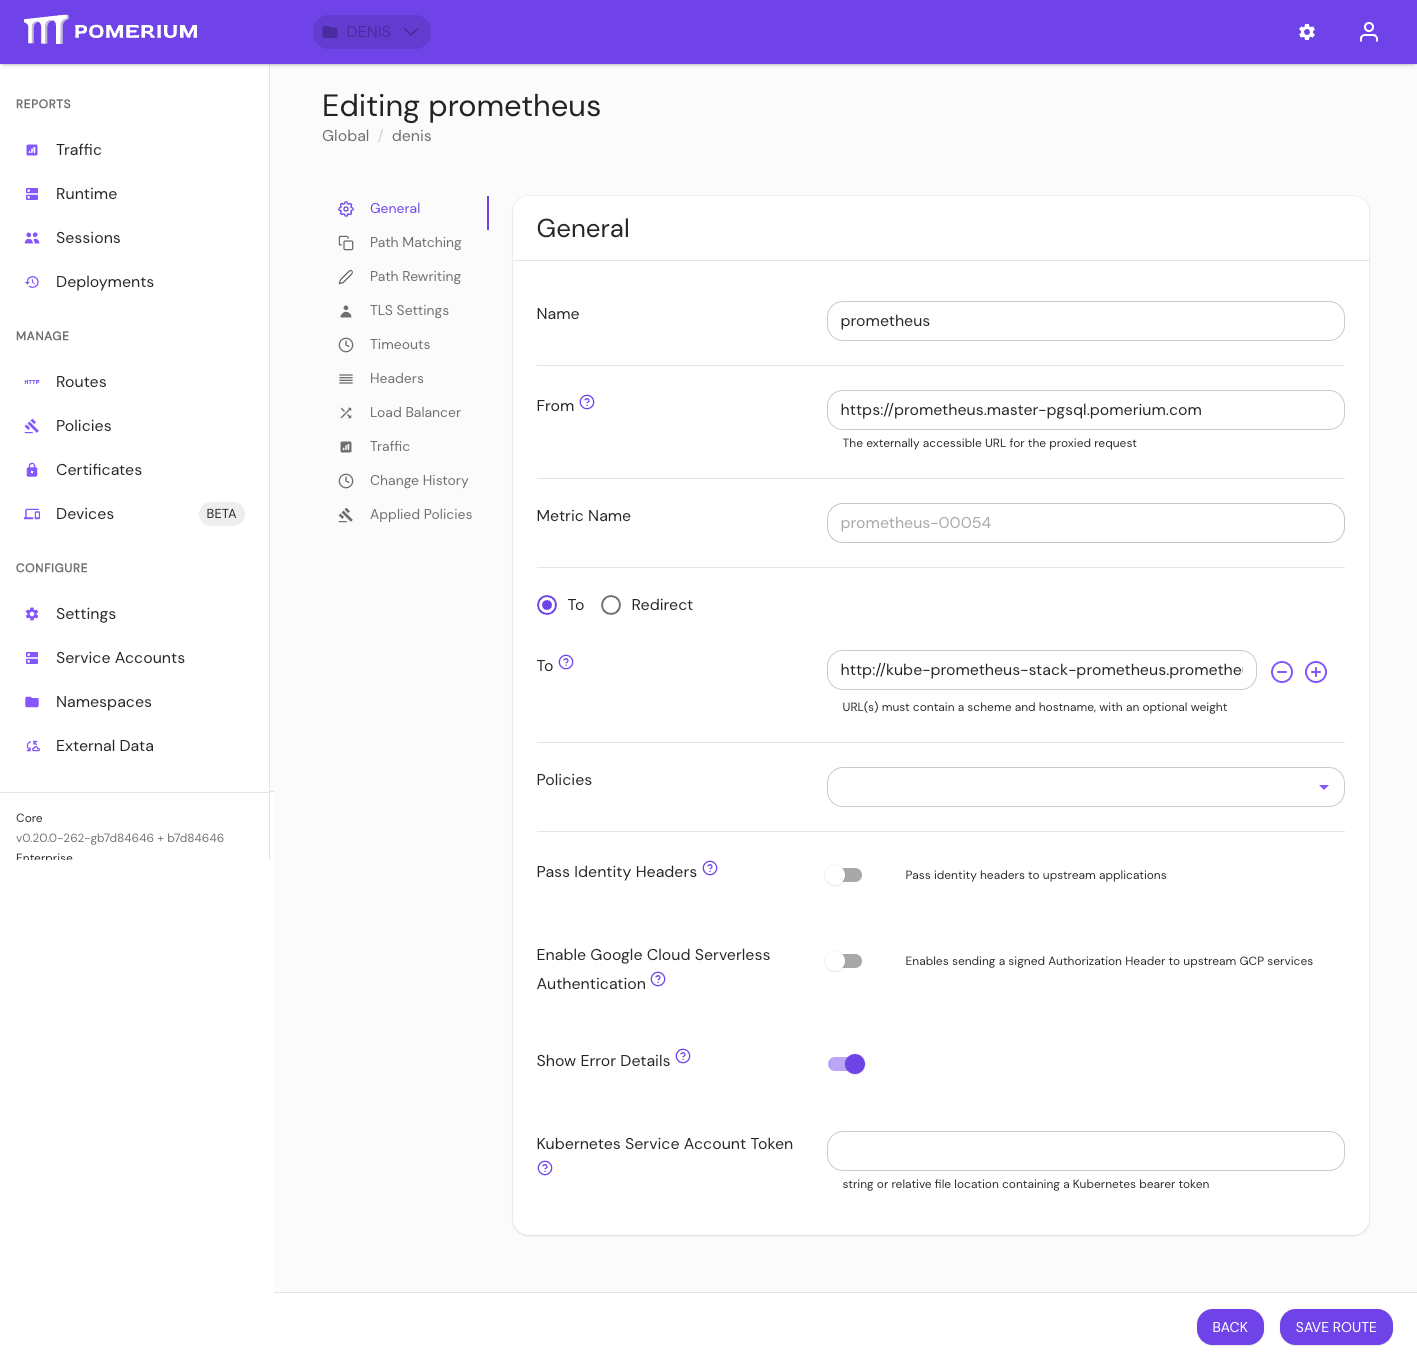 POMERIUM
DENIS
REPORTS
Traffic
Runtime
Sessions
Deployments
MANAGE
HTTP
Routes
Policies
Certificates
Devices
BETA
CONFIGURE
Settings
Service Accounts
Namespaces
External Data
Core
v0.20.0-262-gb7d84646 + b7d84646
Enterprise
Editing prometheus
Global / denis
General
Path Matching
Path Rewriting
TLS Settings
Timeouts
Headers
Load Balancer
Traffic
Change History
Applied Policies
General
Name
prometheus
From
https://prometheus.master-pgsql.pomerium.com
The externally accessible URL for the proxied request
Metric Name
prometheus-00054
To
Redirect
To
http://kube-prometheus-stack-prometheus.promethe
URL(s) must contain a scheme and hostname, with an optional weight
Policies
Pass Identity Headers
Pass identity headers to upstream applications
Enable Google Cloud Serverless
Authentication
Enables sending a signed Authorization Header to upstream GCP services
Show Error Details
Kubernetes Service Account Token
string or relative file location containing a Kubernetes bearer token
BACK
SAVE ROUTE